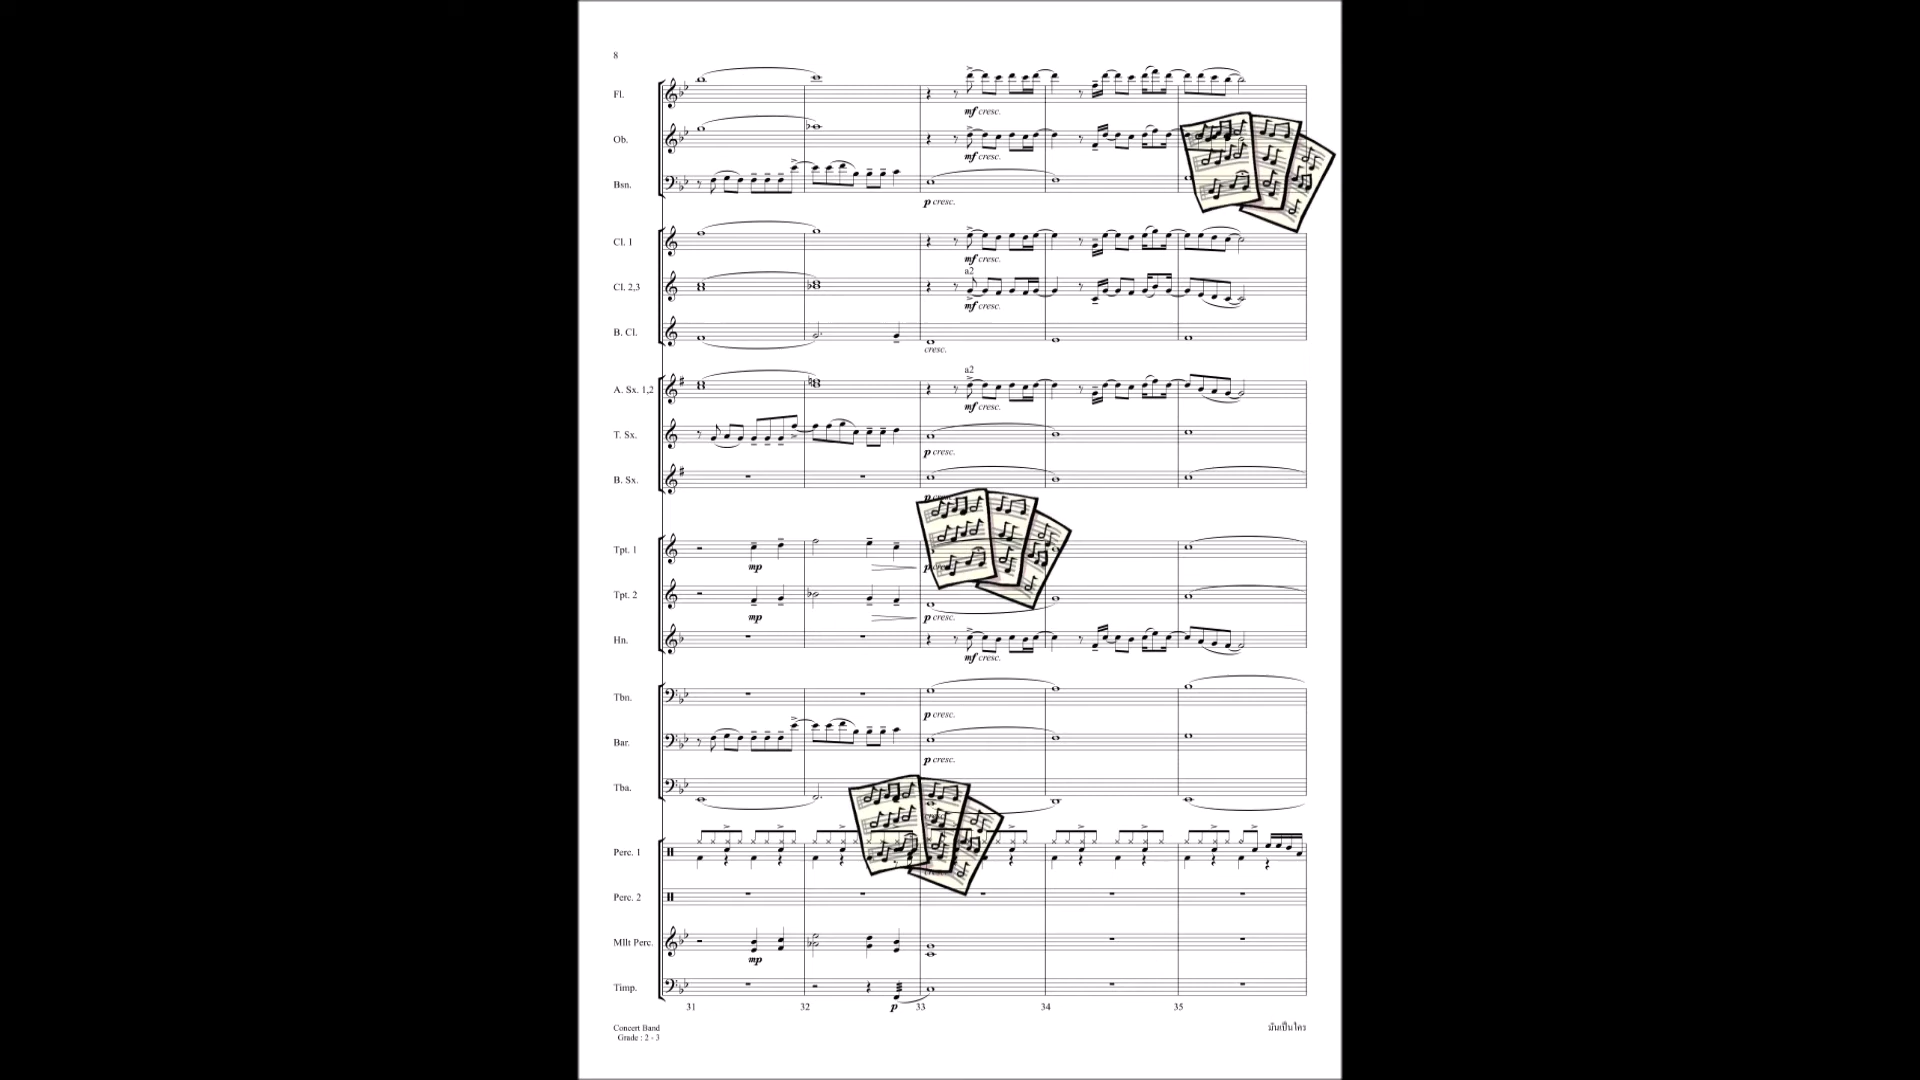 8
Fl.
mf cresc.
Ob.
mf cresc.
Bsn.
p cresc.
Cl. 1
mf cresc.
a2
Cl. 2,3
mf cresc.
B. Cl.
cresc.
a2
A. Sx. 1,2
mf cresc.
T. Sx.
p cresc.
B. Sx.
Tpt. 1
mp
Tpt. 2
mp
p cresc.
Hn.
mf cresc.
Tbn.
p cresc.
Bar.
p cresc.
Tba.
Perc. 1
Perc. 2
Mllt Perc.
mp
Timp.
p
31 32 33 34 35
Concert Band
Grade : 2 - 3
มันเป็นใคร